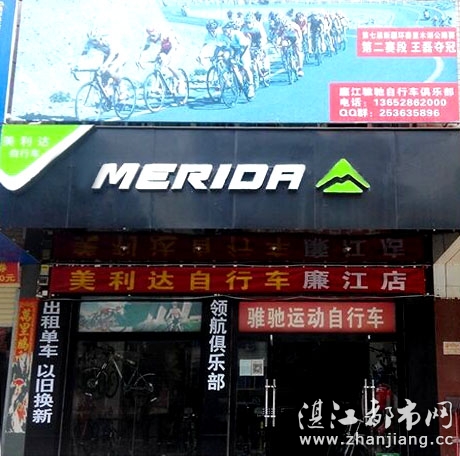 第二赛段 王磊夺冠
廉江骓驰自行车俱乐部
电话：13652862000
QQ群：253635896
美利达
自行车
MERIDA
美利达自行车廉江店
出租单车 以旧换新
领航俱乐部
骓驰运动自行车
湛江都市网
www.zhanjiang.cc